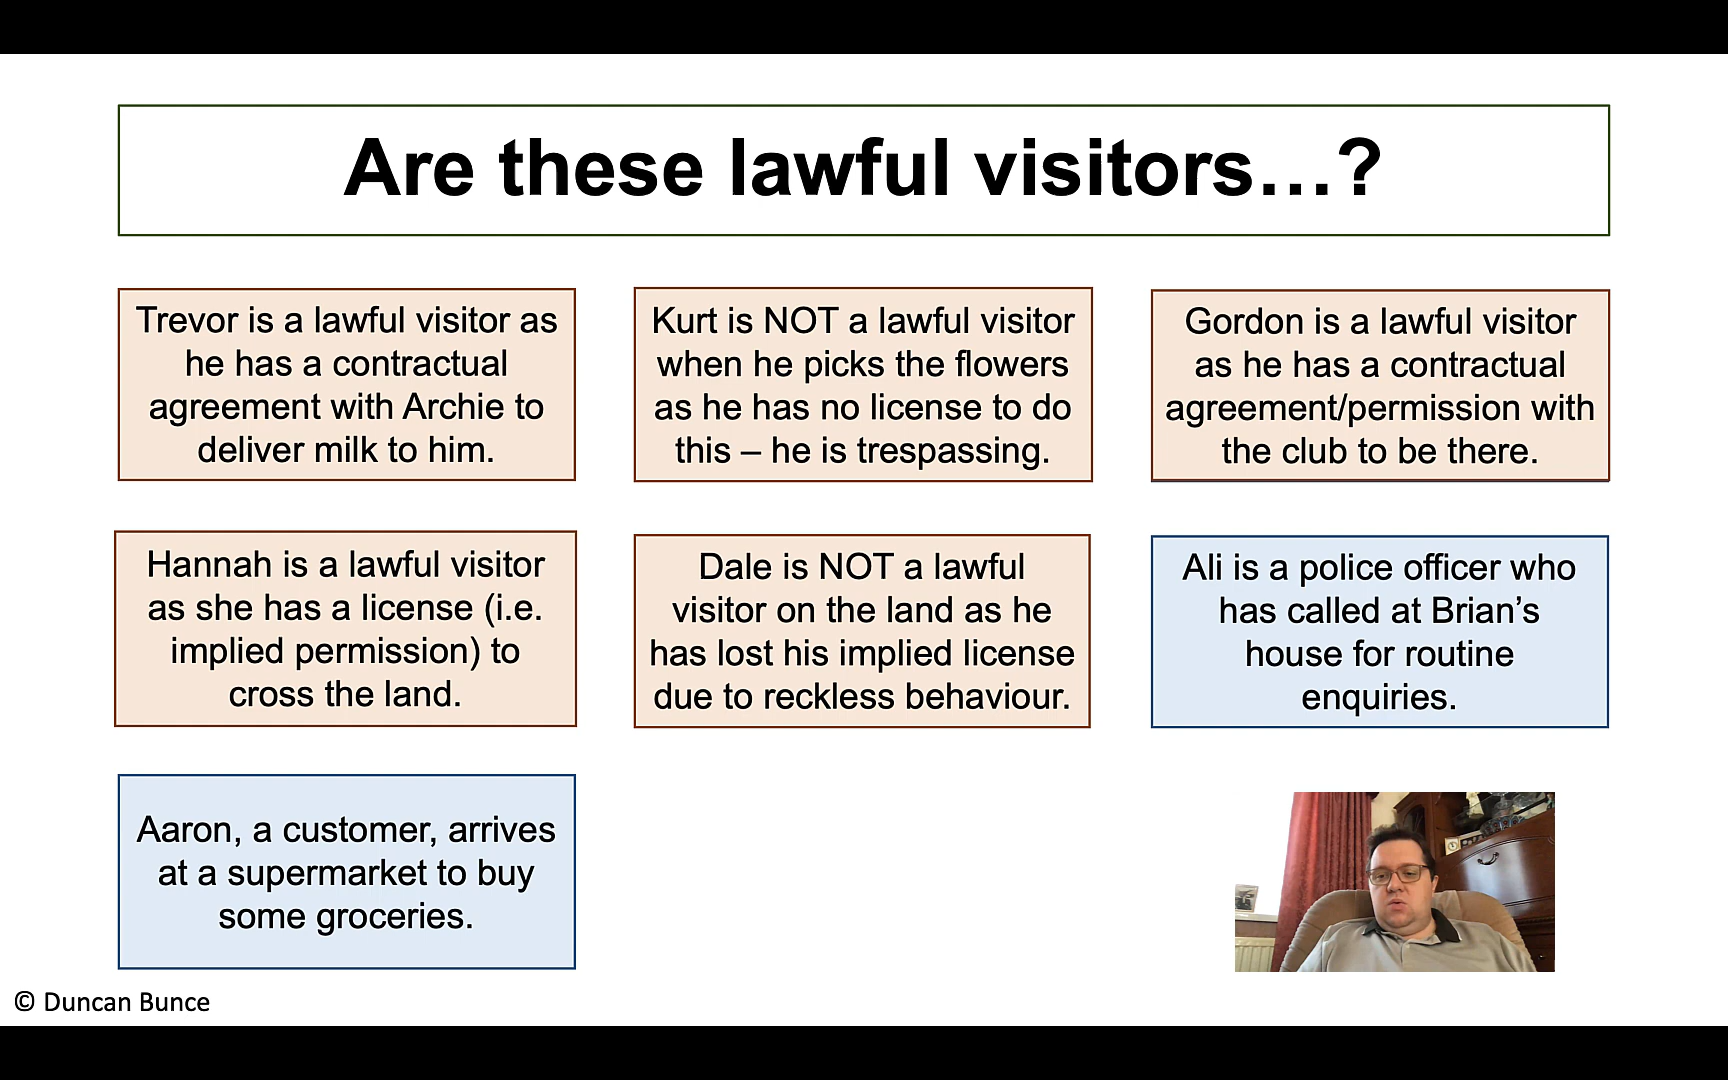 Are these lawful visitors…?
Trevor is a lawful visitor as
he has a contractual
agreement with Archie to
deliver milk to him.
Kurt is NOT a lawful visitor
when he picks the flowers
as he has no license to do
this – he is trespassing.
Gordon is a lawful visitor
as he has a contractual
agreement/permission with
the club to be there.
Hannah is a lawful visitor
as she has a license (i.e.
implied permission) to
cross the land.
Dale is NOT a lawful
visitor on the land as he
has lost his implied license
due to reckless behaviour.
Ali is a police officer who
has called at Brian’s
house for routine
enquiries.
Aaron, a customer, arrives
at a supermarket to buy
some groceries.
© Duncan Bunce